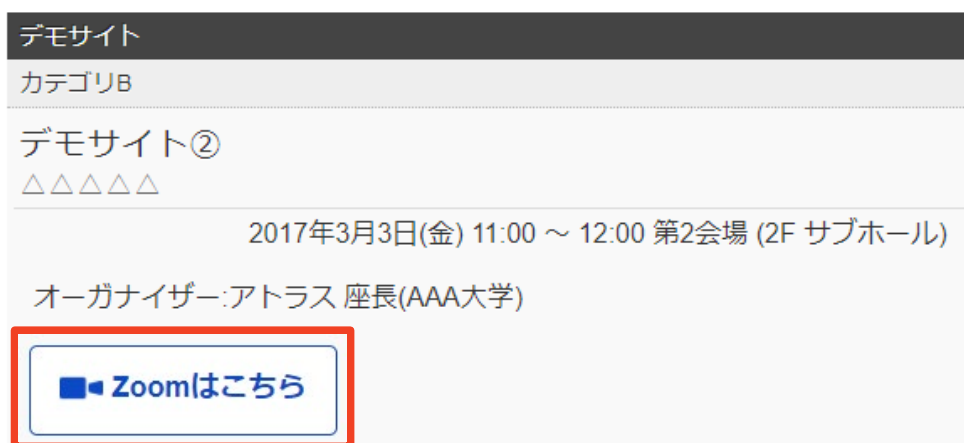 デモサイト
カテゴリB
デモサイト②
△△△△△
2017年3月3日(金) 11:00 ～ 12:00 第2会場 (2F サブホール)
オーガナイザー:アトラス 座長(AAA大学)
Zoomはこちら